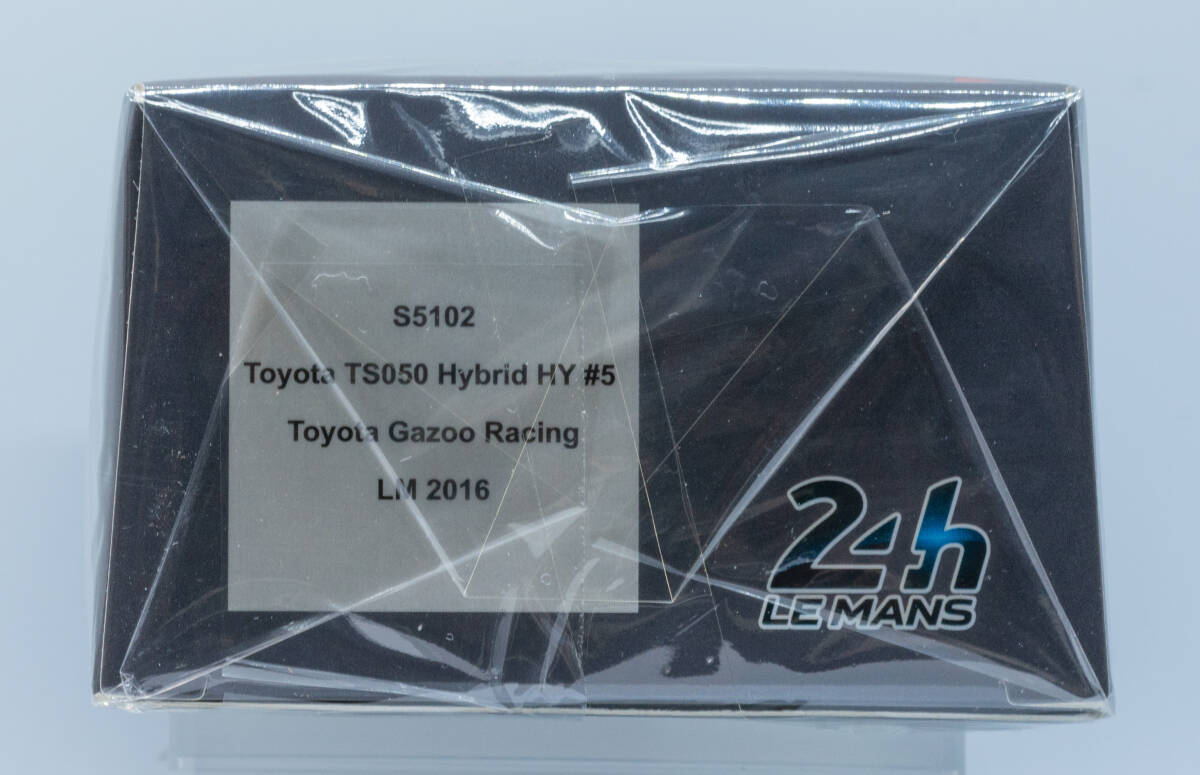 S5102
Toyota TS050 Hybrid HY #5
Toyota Gazoo Racing
LM 2016
24h
LE MANS